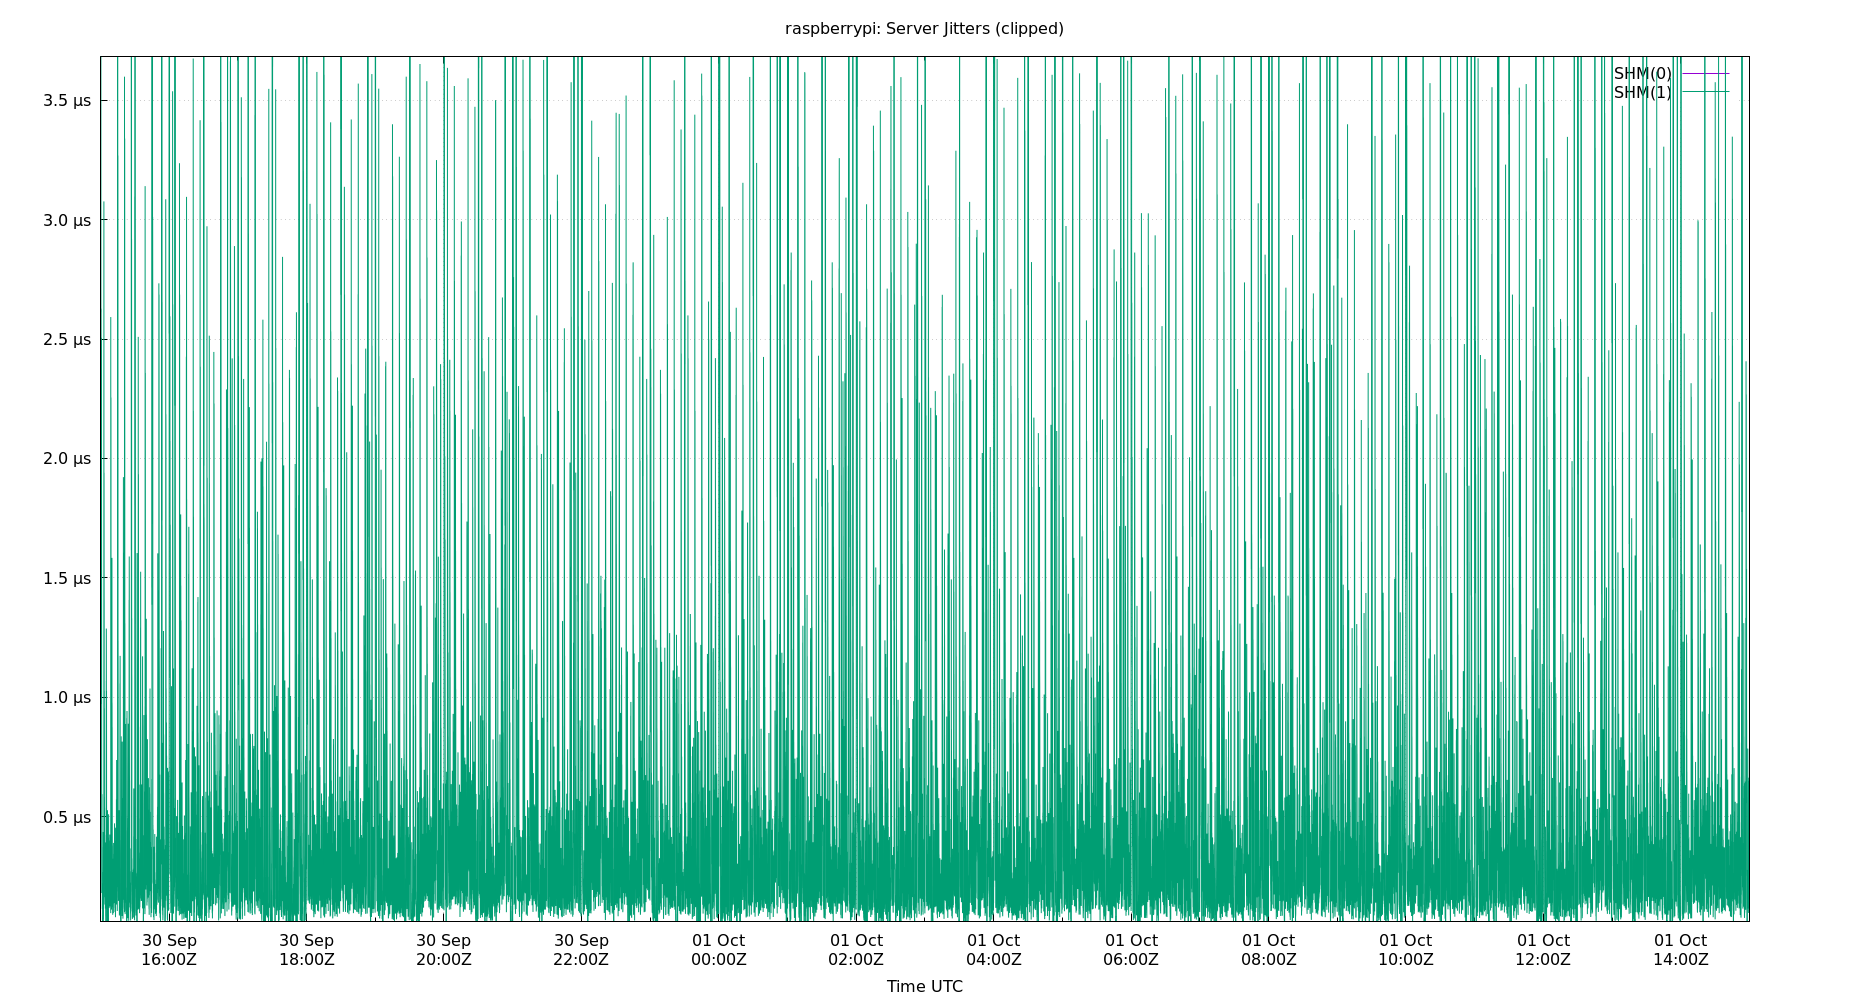 raspberrypi: Server Jitters (clipped)
SHM(0)
SHM(1)
3.5 µs
3.0 µs
2.5 µs
2.0 µs
1.5 µs
1.0 µs
0.5 µs
30 Sep 30 Sep 30 Sep 30 Sep 01 Oct 01 Oct 01 Oct 01 Oct 01 Oct 01 Oct 01 Oct 01 Oct
16:00Z 18:00Z 20:00Z 22:00Z 00:00Z 02:00Z 04:00Z 06:00Z 08:00Z 10:00Z 12:00Z 14:00Z
Time UTC